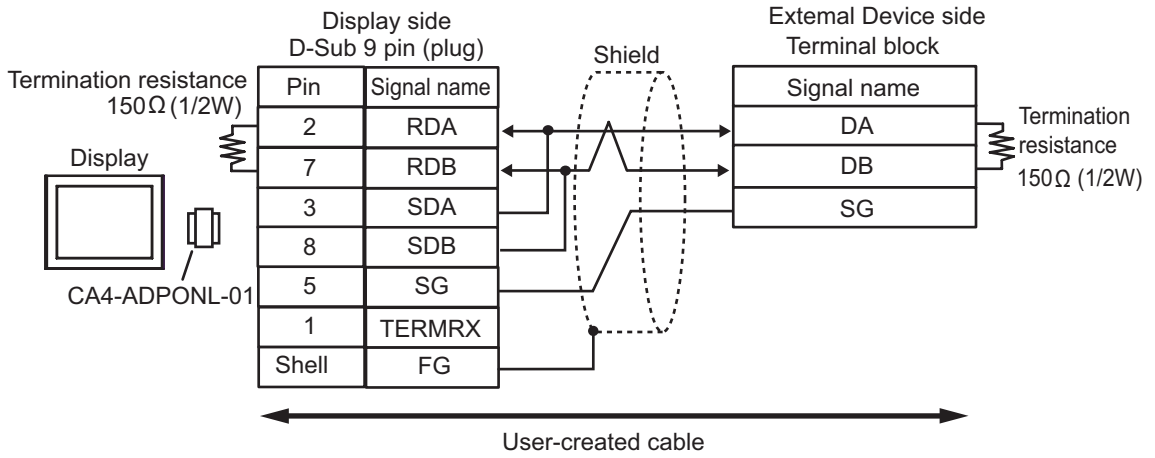 Display side
D-Sub 9 pin (plug)
External Device side
Terminal block
Shield
Termination resistance
150Ω (1/2W)
Display
CA4-ADPONL-01
Pin Signal name
2 RDA
7 RDB
3 SDA
8 SDB
5 SG
1 TERMRX
Shell FG
Signal name
DA
DB
SG
Termination
resistance
150Ω (1/2W)
User-created cable